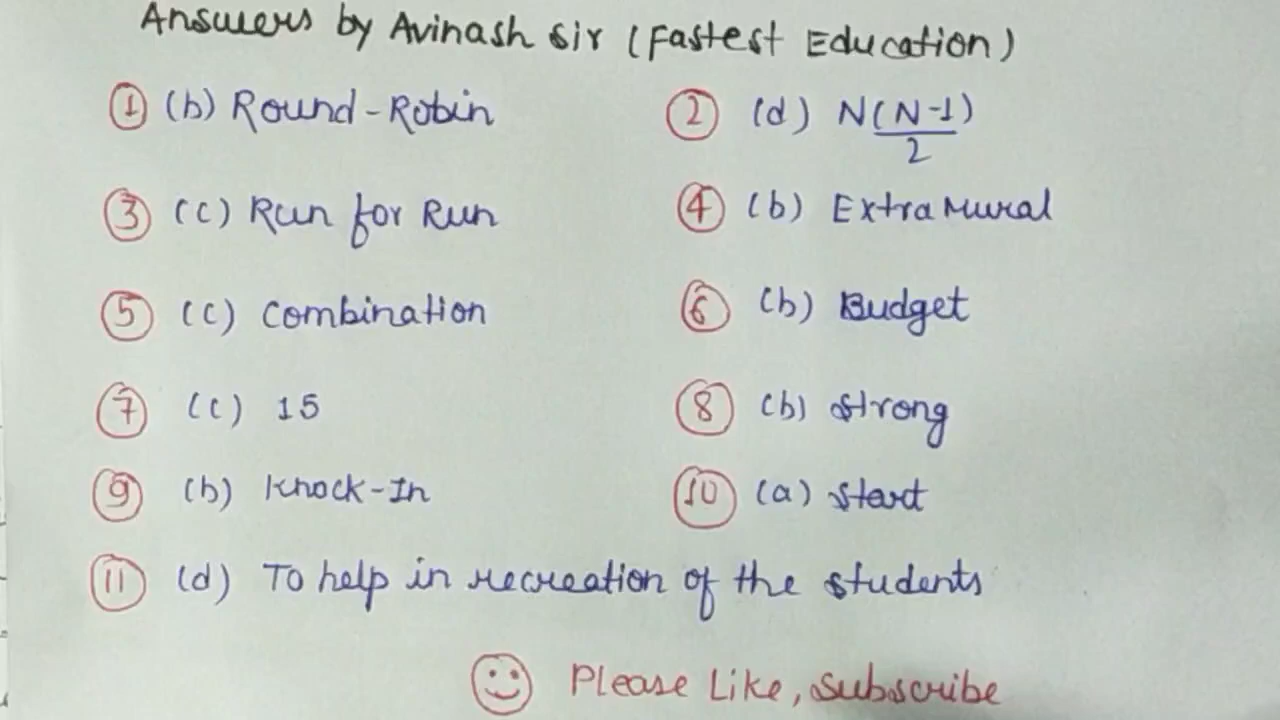 Answers by Avinash Sir (Fastest Education)
1 (b) Round-Robin
2 (d) N(N-1)/2
3 (c) Run for Run
4 (b) Extramural
5 (c) Combination
6 (b) Budget
7 (c) 15
8 (b) Strong
9 (b) Knock-In
10 (a) Start
11 (d) To help in recreation of the students
Please Like, Subscribe